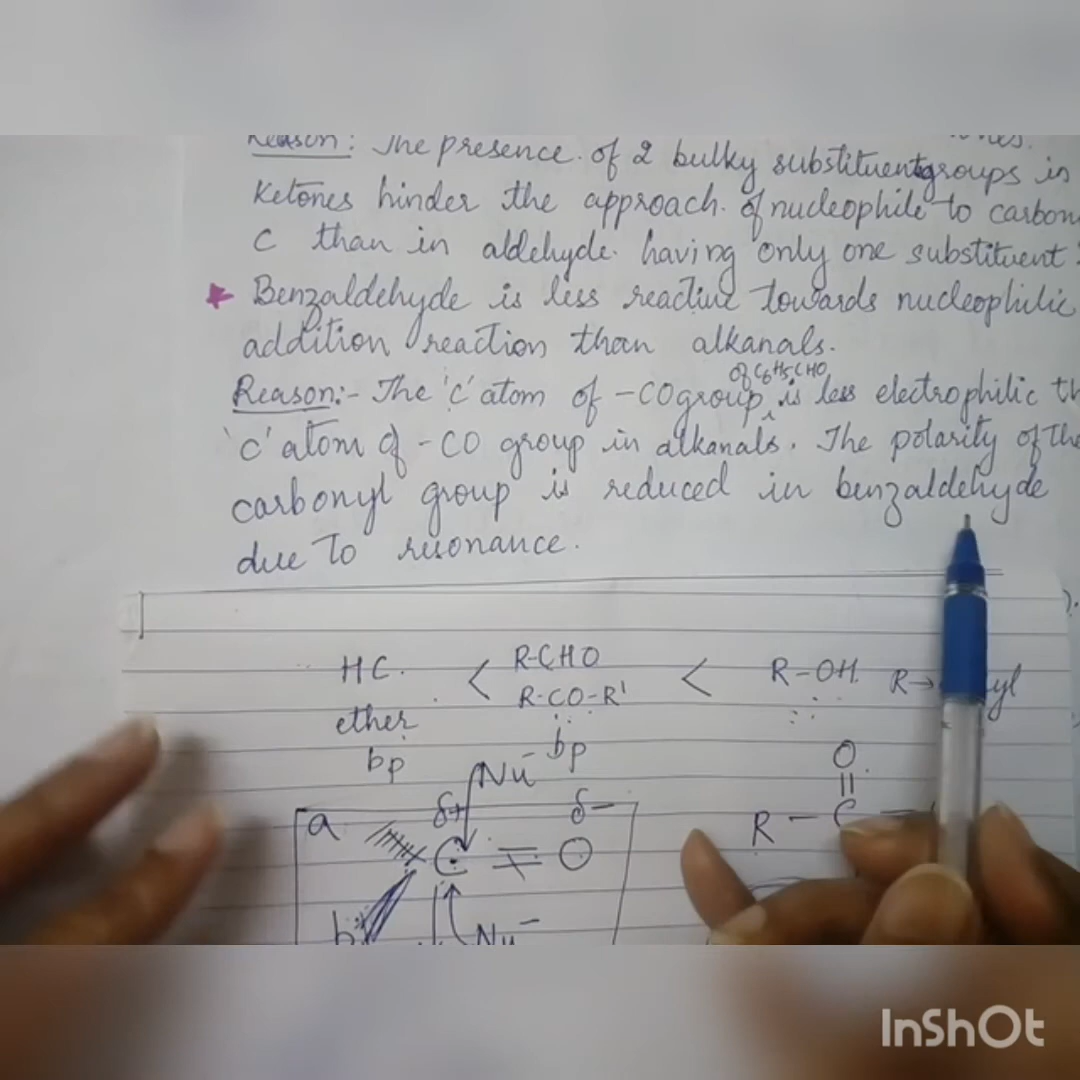 Reason: The presence of 2 bulky substituent groups in
Ketones hinder the approach of nucleophile to
C than in aldehyde having only one substituent
Benzaldehyde is less reactive towards nucleophilic
addition reaction than alkanals.
of C6H5CHO
Reason:- The 'C' atom of -CO group is less electrophilic
'C' atom of -CO group in alkanals. The polarity of
carbonyl group is reduced in benzaldehyde
due to resonance.
HC. < R-CHO < R-OH R→
R-CO-R'
ether
bp bp
O
Nu-
a δ+ δ-
R-C
C=O
b
Nu-
InShOt